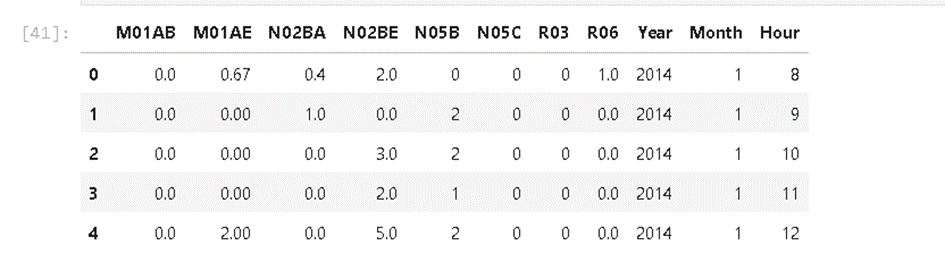 [41]: M01AB M01AE N02BA N02BE N05B N05C R03 R06 Year Month Hour
0 0.0 0.67 0.4 2.0 0 0 0 1.0 2014 1 8
1 0.0 0.00 1.0 0.0 2 0 0 0.0 2014 1 9
2 0.0 0.00 0.0 3.0 2 0 0 0.0 2014 1 10
3 0.0 0.00 0.0 2.0 1 0 0 0.0 2014 1 11
4 0.0 2.00 0.0 5.0 2 0 0 0.0 2014 1 12